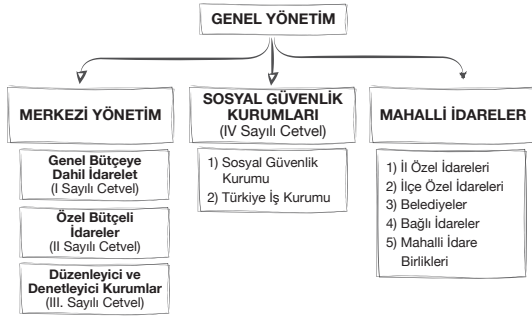 GENEL YÖNETİM
MERKEZİ YÖNETİM
Genel Bütçeye
Dahil İdarelet
(I Sayılı Cetvel)
Özel Bütçeli
İdareler
(II Sayılı Cetvel)
Düzenleyici ve
Denetleyici Kurumlar
(III. Sayılı Cetvel)
SOSYAL GÜVENLİK
KURUMLARI
(IV Sayılı Cetvel)
1) Sosyal Güvenlik
Kurumu
2) Türkiye İş Kurumu
MAHALLİ İDARELER
1) İl Özel İdareleri
2) İlçe Özel İdareleri
3) Belediyeler
4) Bağlı İdareler
5) Mahalli İdare
Birlikleri